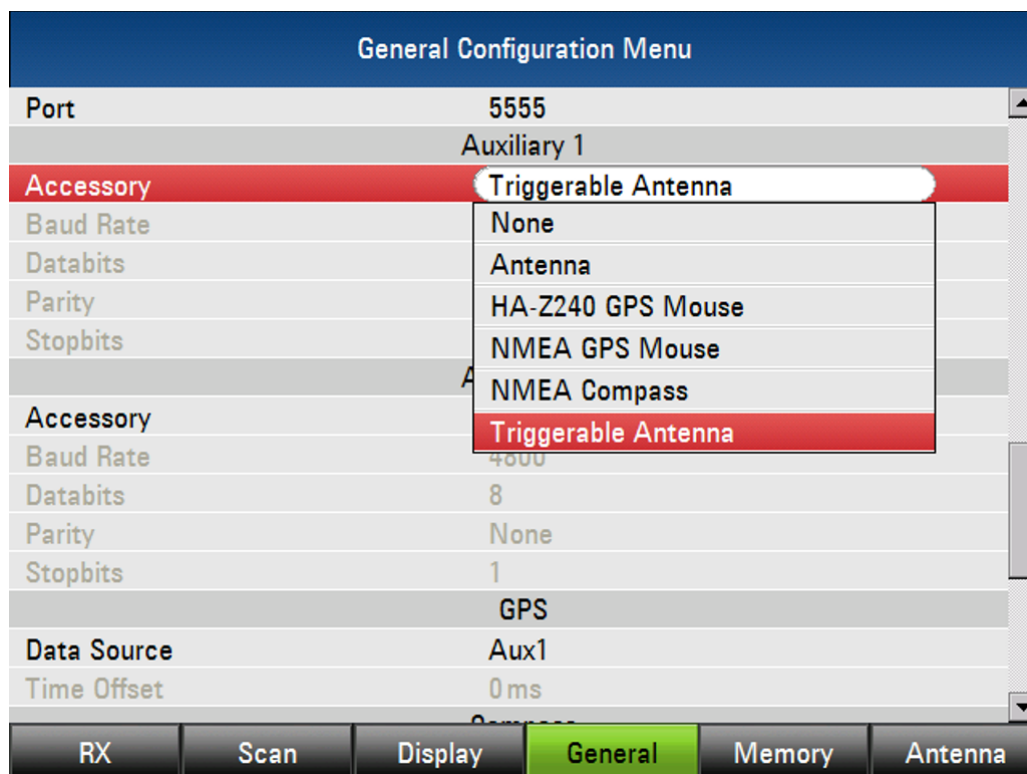 General Configuration Menu
Port 5555
Auxiliary 1
Accessory Triggerable Antenna
Baud Rate None
Databits Antenna
Parity HA-Z240 GPS Mouse
Stopbits NMEA GPS Mouse
NMEA Compass
Accessory Triggerable Antenna
Baud Rate 4800
Databits 8
Parity None
Stopbits 1
GPS
Data Source Aux1
Time Offset 0 ms
RX Scan Display General Memory Antenna